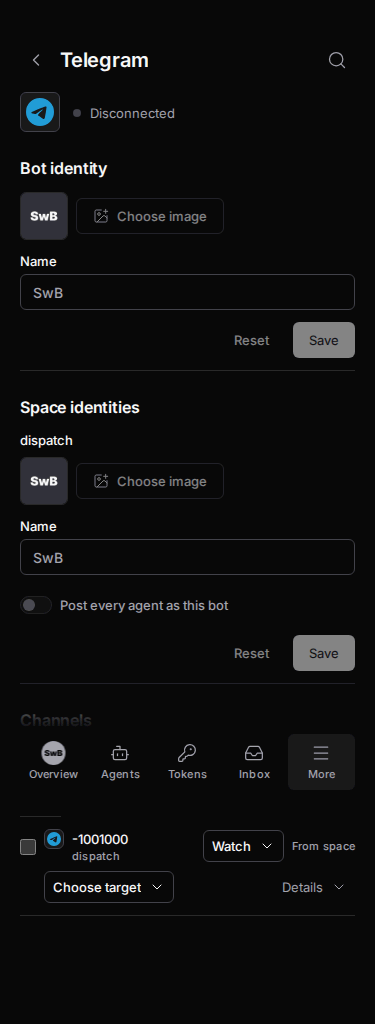 Telegram
Disconnected
Bot identity
SwB
Choose image
Name
SwB
Reset
Save
Space identities
dispatch
SwB
Choose image
Name
SwB
Post every agent as this bot
Reset
Save
Channels
SwB
Overview
Agents
Tokens
Inbox
More
-1001000
dispatch
Watch
From space
Choose target
Details